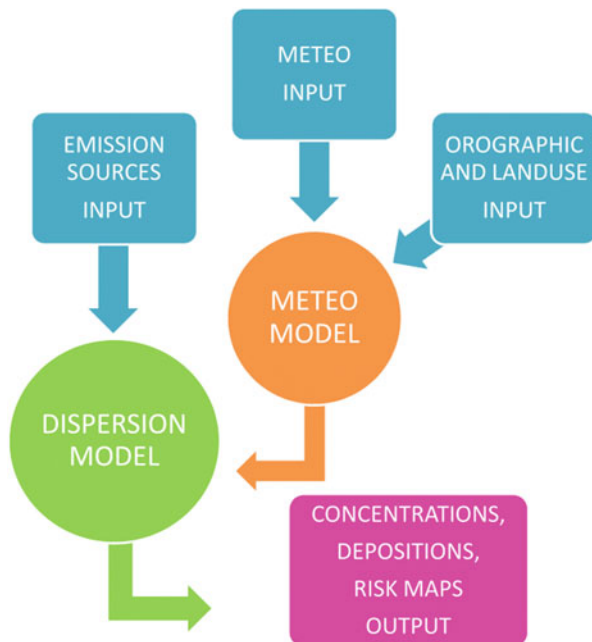 METEO
INPUT
EMISSION
SOURCES
INPUT
OROGRAPHIC
AND LANDUSE
INPUT
METEO
MODEL
DISPERSION
MODEL
CONCENTRATIONS,
DEPOSITIONS,
RISK MAPS
OUTPUT